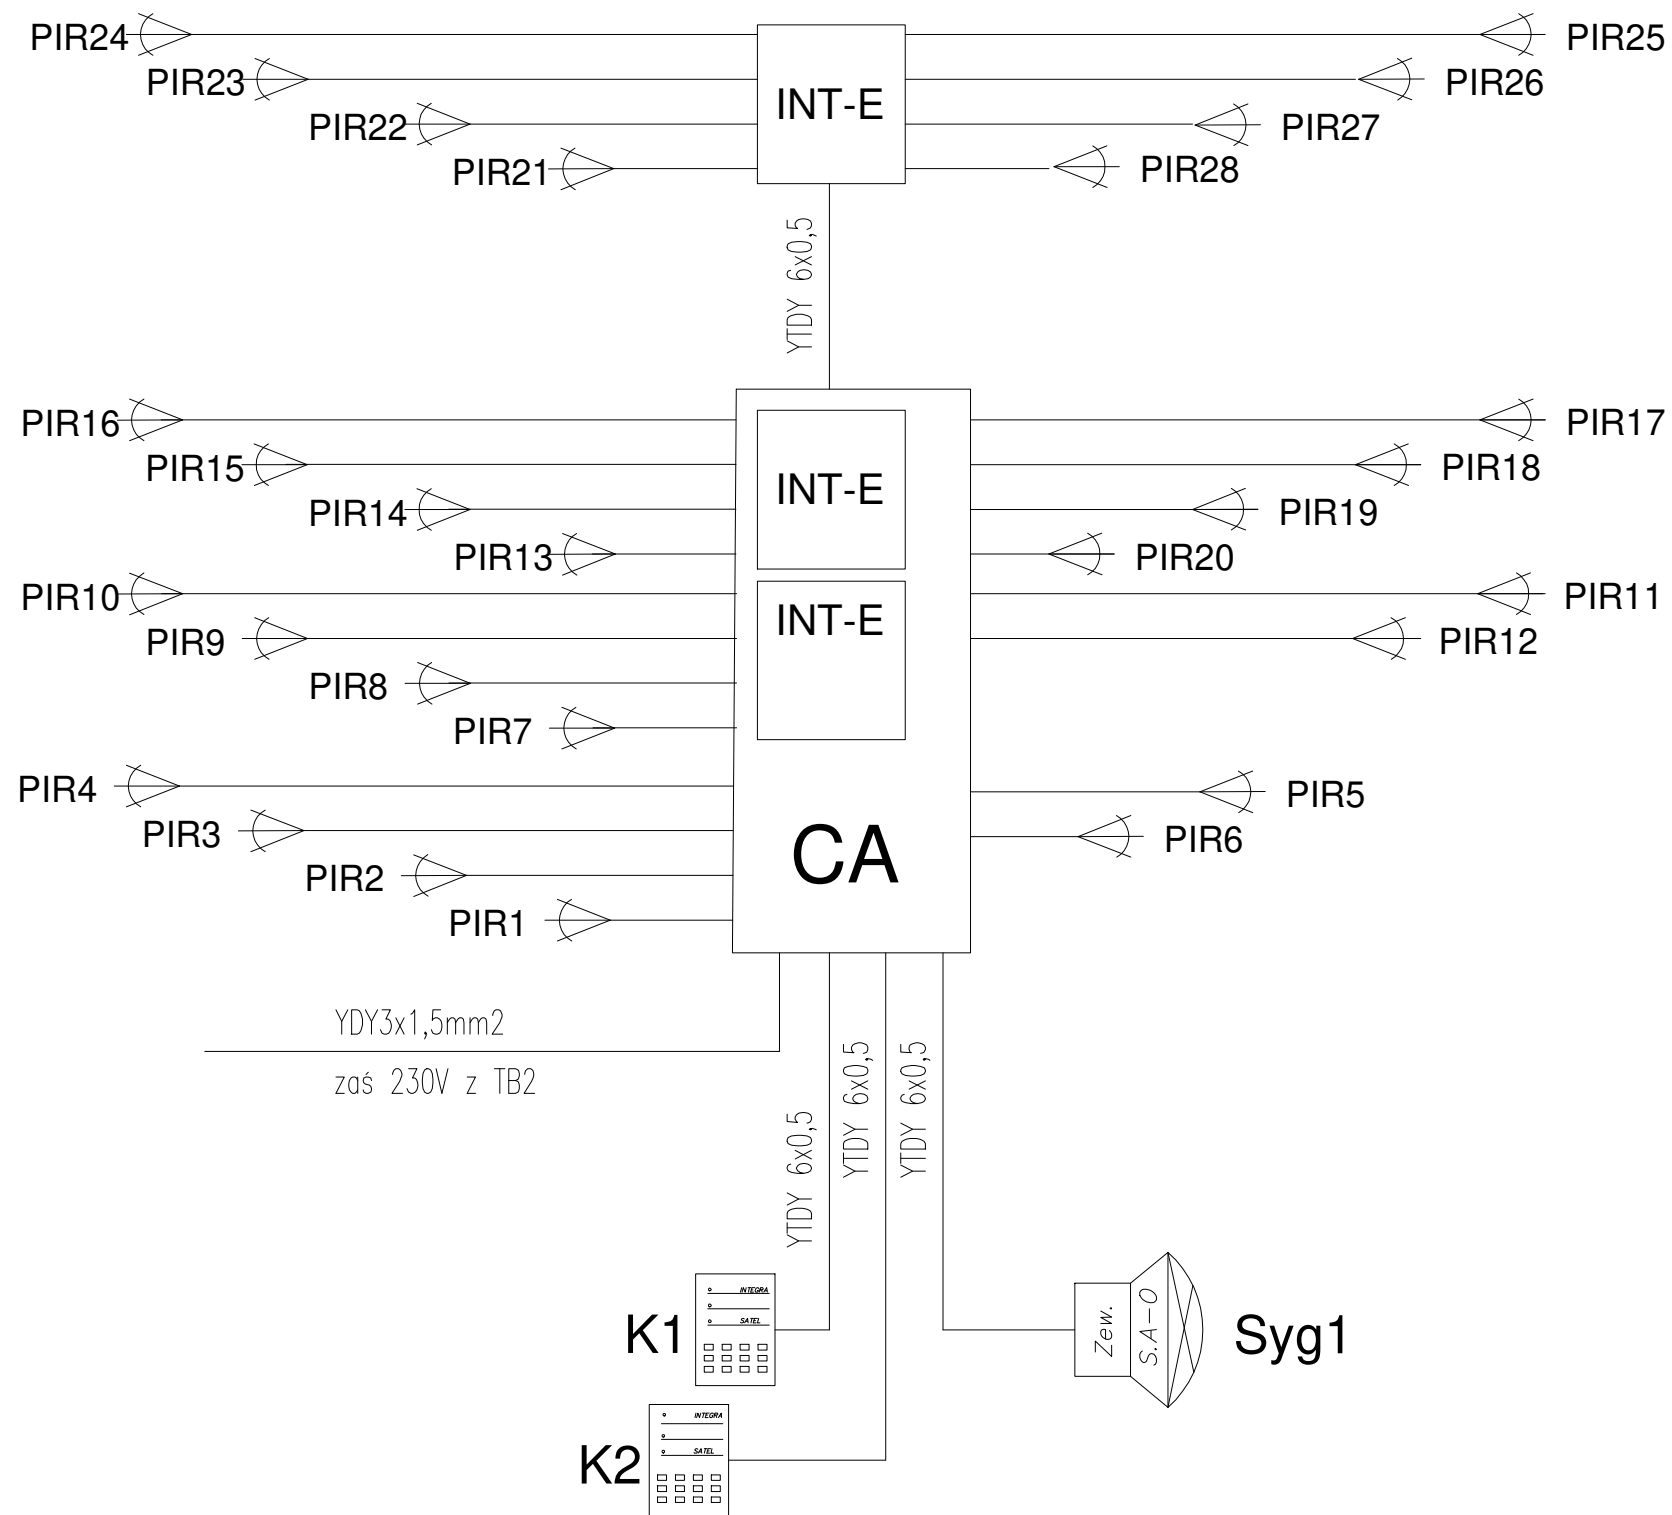 PIR24
PIR25
PIR23
PIR26
INT-E
PIR22
PIR27
PIR21
PIR28
YTDY 6x0,5
PIR16
PIR17
PIR15
PIR18
INT-E
PIR14
PIR19
PIR13
PIR20
PIR10
PIR11
INT-E
PIR9
PIR12
PIR8
PIR7
PIR4
PIR5
PIR3
PIR6
CA
PIR2
PIR1
YDY3x1,5mm2
zaś 230V z TB2
YTDY 6x0,5
YTDY 6x0,5
YTDY 6x0,5
K1
INTEGRA
SATEL
Zew.
S.A-O
Syg1
K2
INTEGRA
SATEL